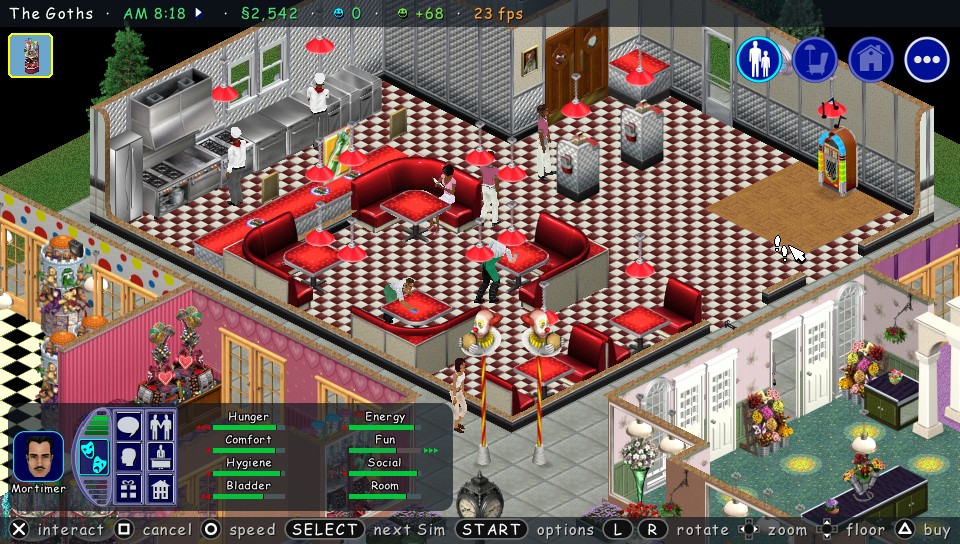 The Goths · AM 8:18 · §2,542 · 0 · +68 · 23 fps
Hunger
Energy
Comfort
Fun
Hygiene
Social
Bladder
Room
Mortimer
interact cancel speed SELECT next Sim START options L R rotate zoom floor buy